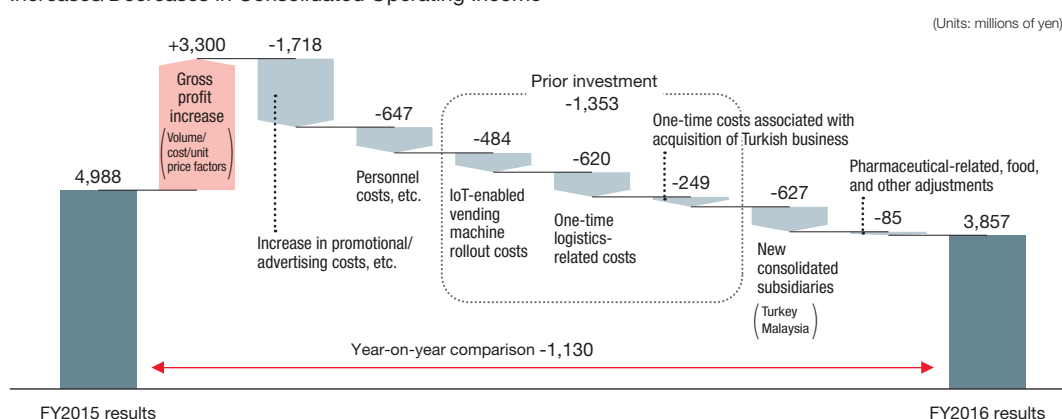 Increases/Decreases in Consolidated Operating Income
(Units: millions of yen)
+3,300
-1,718
Gross
profit
increase
(Volume/
cost/unit
price factors)
4,988
Increase in promotional/
advertising costs, etc.
-647
Personnel
costs, etc.
Prior investment
-1,353
-484
IoT-enabled
vending
machine
rollout costs
-620
One-time
logistics-
related costs
One-time costs associated with
acquisition of Turkish business
-249
-627
New
consolidated
subsidiaries
(Turkey
Malaysia)
Pharmaceutical-related, food,
and other adjustments
-85
3,857
Year-on-year comparison -1,130
FY2015 results
FY2016 results